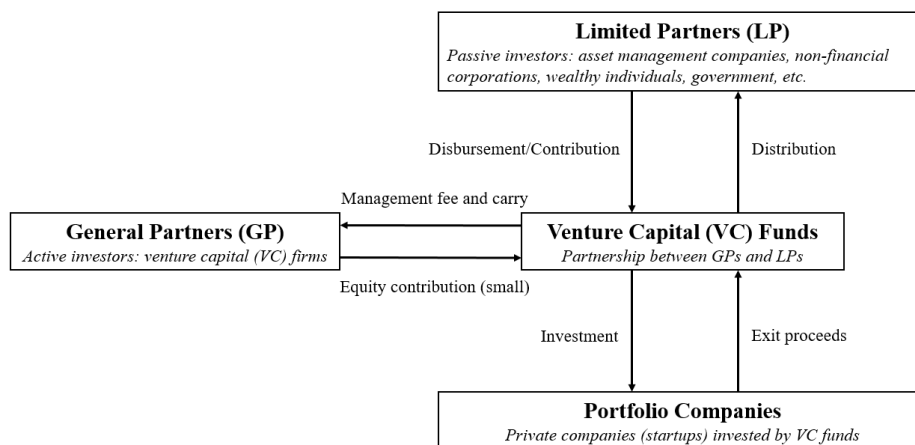 Limited Partners (LP)
Passive investors: asset management companies, non-financial
corporations, wealthy individuals, government, etc.
Disbursement/Contribution
Distribution
Management fee and carry
General Partners (GP)
Active investors: venture capital (VC) firms
Venture Capital (VC) Funds
Partnership between GPs and LPs
Equity contribution (small)
Investment
Exit proceeds
Portfolio Companies
Private companies (startups) invested by VC funds